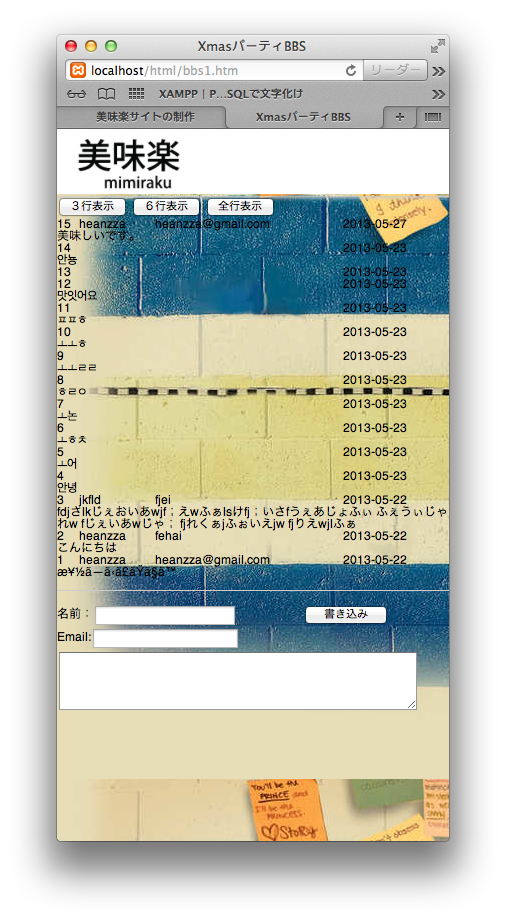 XmasパーティBBS
localhost/html/bbs1.htm
リーダー
XAMPP | P...SQLで文字化け
美味楽サイトの制作
XmasパーティBBS
美味楽
mimiraku
３行表示 ６行表示 全行表示
I think
15 heanzza heanzza@gmail.com 2013-05-27
美味しいです。
14 2013-05-23
안뇽
13 2013-05-23
12 2013-05-23
맛잇어요
11 2013-05-23
ㅍㅍㅎ
10 2013-05-23
ㅗㅗㅎ
9 2013-05-23
ㅗㅗㄹㄹ
8 2013-05-23
ㅎㄹㅇ
7 2013-05-23
ㅗ논
6 2013-05-23
ㅗㅎㅊ
5 2013-05-23
ㅗ어
4 2013-05-23
안녕
3 jkfld fjei 2013-05-22
fdjさlkじぇおいあwjf；えwふぁlsけfj；いさfうぇあじょふぃ ふぇうぃじゃ
れw fじぇいあwじゃ； fjれくぁjふぉいえjw fjりえwjlふぁ
2 heanzza fehai 2013-05-22
こんにちは
1 heanzza heanzza@gmail.com 2013-05-22
名前：
書き込み
Email:
You'll be the
PRINCE and
I'll be the
PRINCESS.
Story
obsess